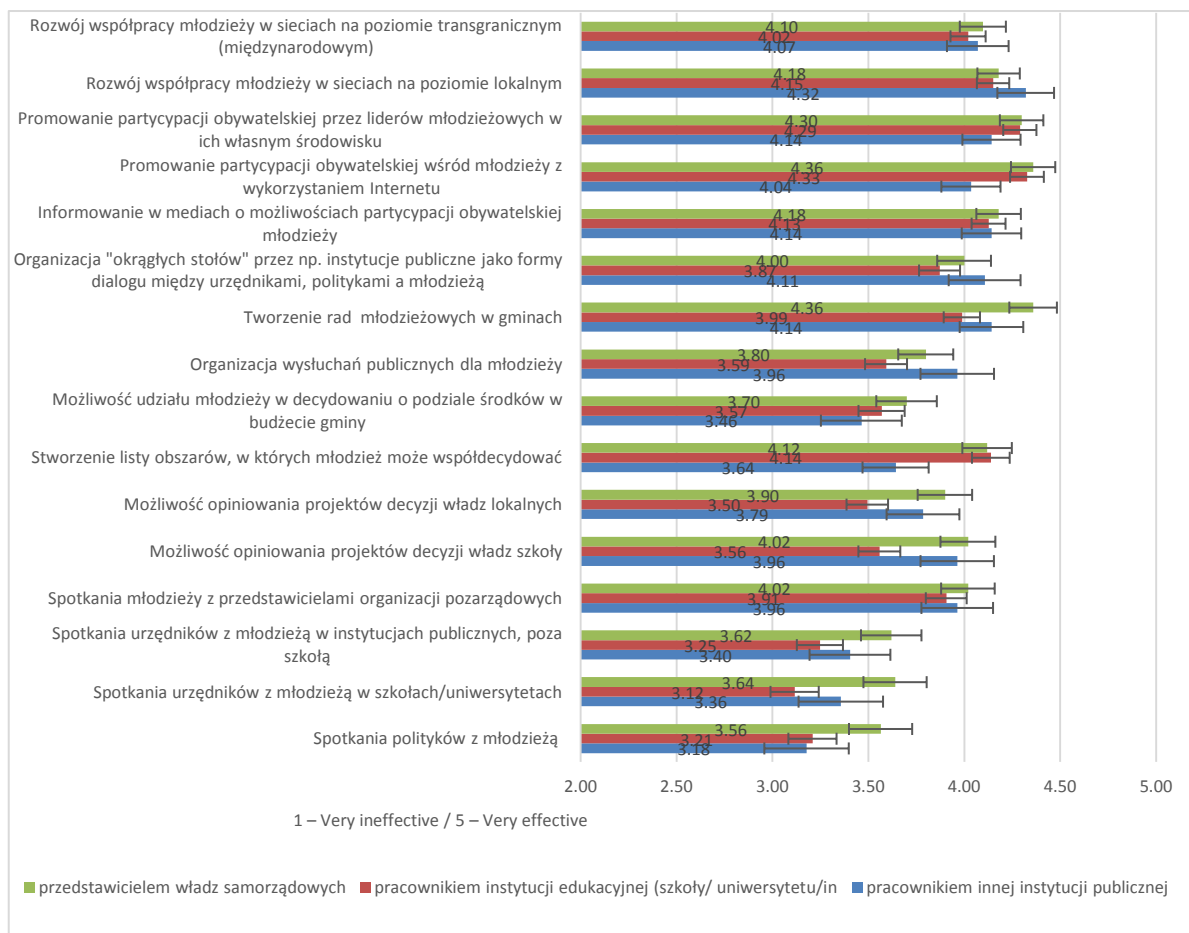 Rozwój współpracy młodzieży w sieciach na poziomie transgranicznym
(międzynarodowym)
4.10
4.02
4.07
Rozwój współpracy młodzieży w sieciach na poziomie lokalnym
4.18
4.15
4.32
Promowanie partycypacji obywatelskiej przez liderów młodzieżowych w
ich własnym środowisku
4.30
4.29
4.14
Promowanie partycypacji obywatelskiej wśród młodzieży z
wykorzystaniem Internetu
4.36
4.33
4.04
Informowanie w mediach o możliwościach partycypacji obywatelskiej
młodzieży
4.18
4.13
4.14
Organizacja "okrągłych stołów" przez np. instytucje publiczne jako formy
dialogu między urzędnikami, politykami a młodzieżą
4.00
3.87
4.11
Tworzenie rad młodzieżowych w gminach
4.36
3.99
4.14
Organizacja wysłuchań publicznych dla młodzieży
3.80
3.59
3.96
Możliwość udziału młodzieży w decydowaniu o podziale środków w
budżecie gminy
3.70
3.57
3.46
Stworzenie listy obszarów, w których młodzież może współdecydować
4.12
4.14
3.64
Możliwość opiniowania projektów decyzji władz lokalnych
3.90
3.50
3.79
Możliwość opiniowania projektów decyzji władz szkoły
4.02
3.56
3.96
Spotkania młodzieży z przedstawicielami organizacji pozarządowych
4.02
3.91
3.96
Spotkania urzędników z młodzieżą w instytucjach publicznych, poza
szkołą
3.62
3.25
3.40
Spotkania urzędników z młodzieżą w szkołach/uniwersytetach
3.64
3.12
3.36
Spotkania polityków z młodzieżą
3.56
3.21
3.18
2.00 2.50 3.00 3.50 4.00 4.50 5.00
1 – Very ineffective / 5 – Very effective
przedstawicielem władz samorządowych pracownikiem instytucji edukacyjnej (szkoły/ uniwersytetu/in pracownikiem innej instytucji publicznej